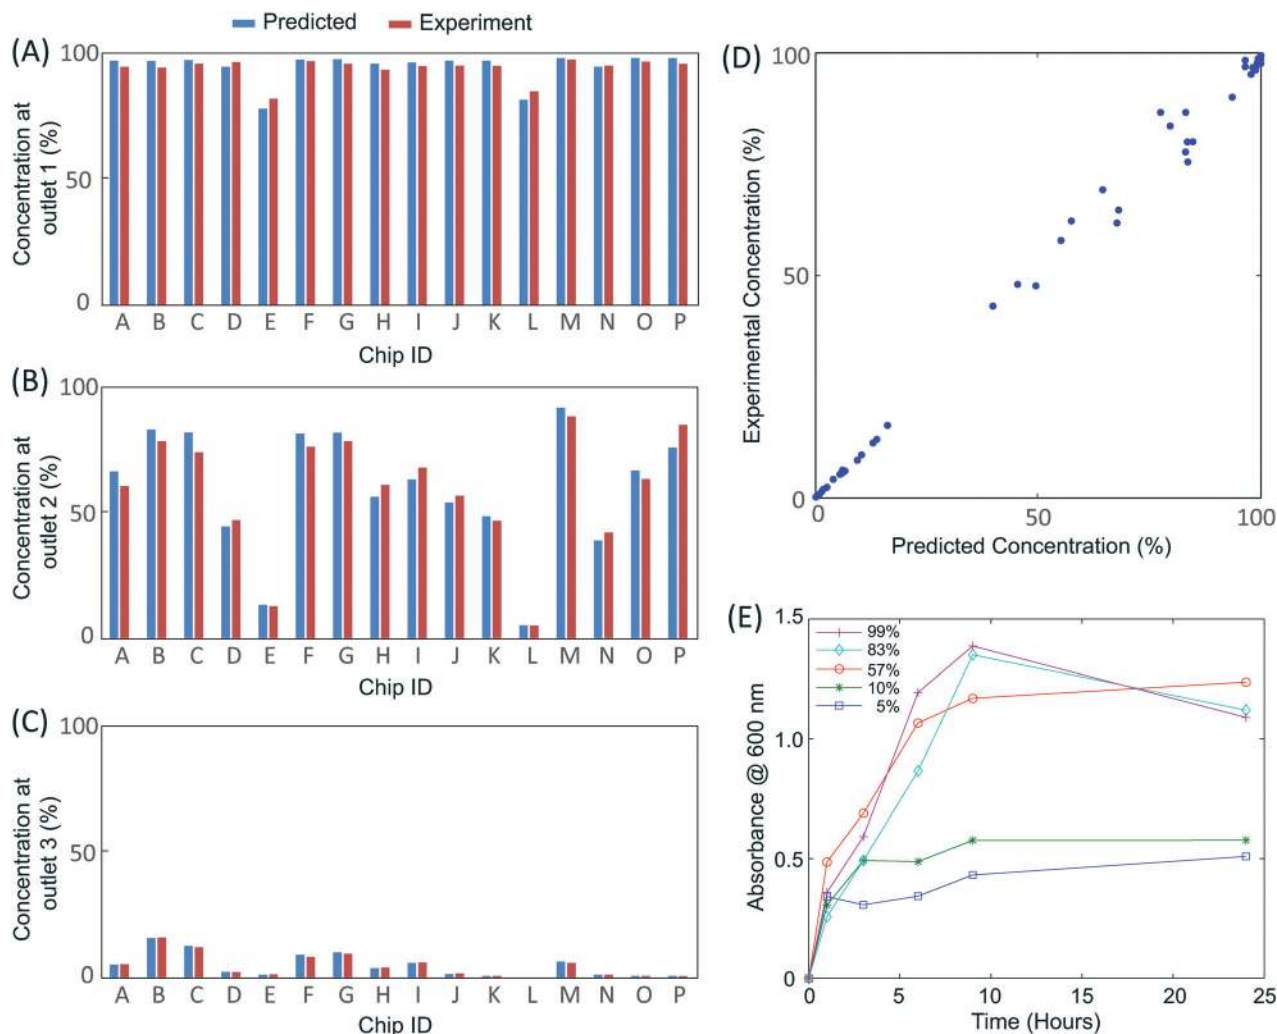 Predicted Experiment
(A)
100
50
0
Concentration at
outlet 1 (%)
A B C D E F G H I J K L M N O P
Chip ID
(B)
100
50
0
Concentration at
outlet 2 (%)
A B C D E F G H I J K L M N O P
Chip ID
(C)
100
50
0
Concentration at
outlet 3 (%)
A B C D E F G H I J K L M N O P
Chip ID
(D)
100
50
0
Experimental Concentration (%)
0 50 100
Predicted Concentration (%)
(E)
1.5
1.0
0.5
0
Absorbance @ 600 nm
99%
83%
57%
10%
5%
0 5 10 15 20 25
Time (Hours)